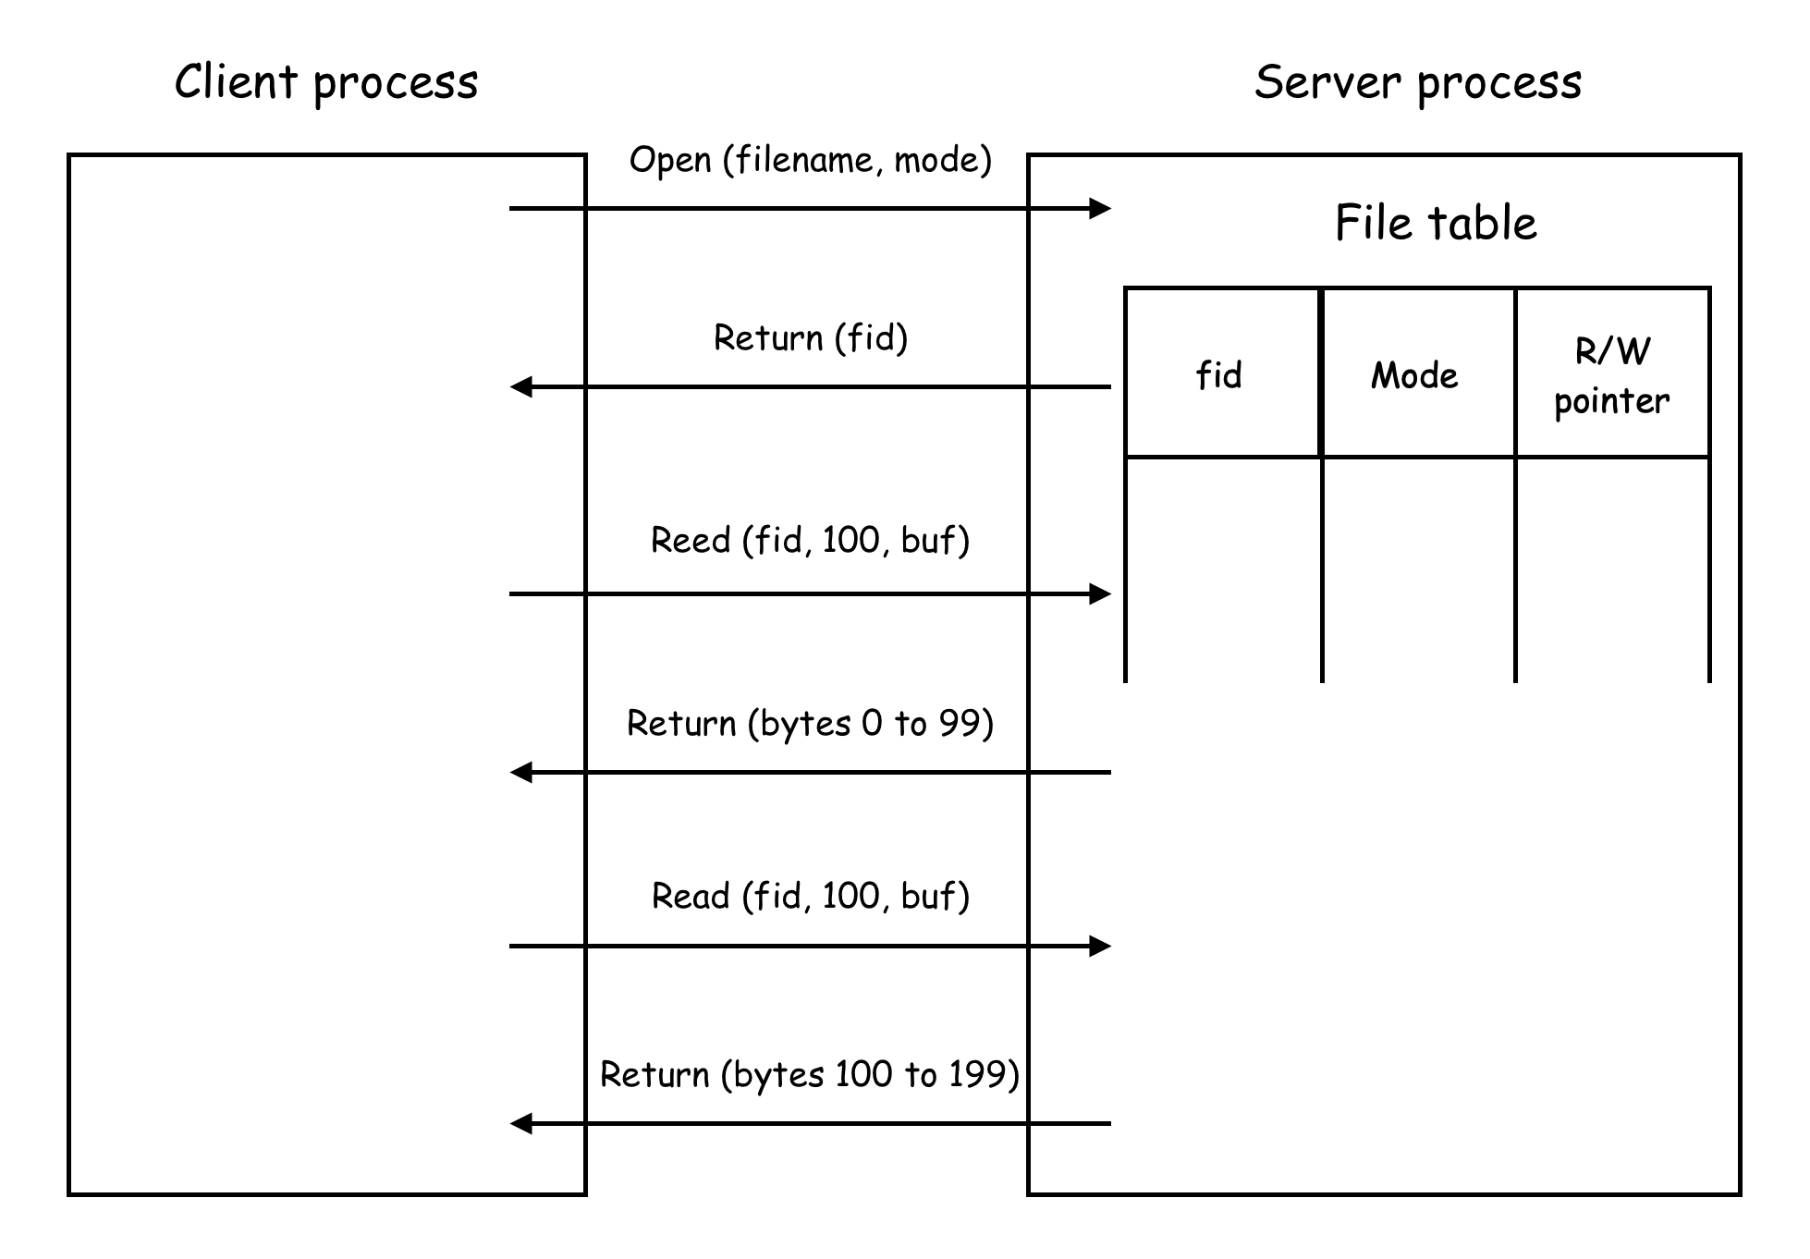 Client process
Server process
Open (filename, mode)
File table
Return (fid)
fid
Mode
R/W
pointer
Reed (fid, 100, buf)
Return (bytes 0 to 99)
Read (fid, 100, buf)
Return (bytes 100 to 199)